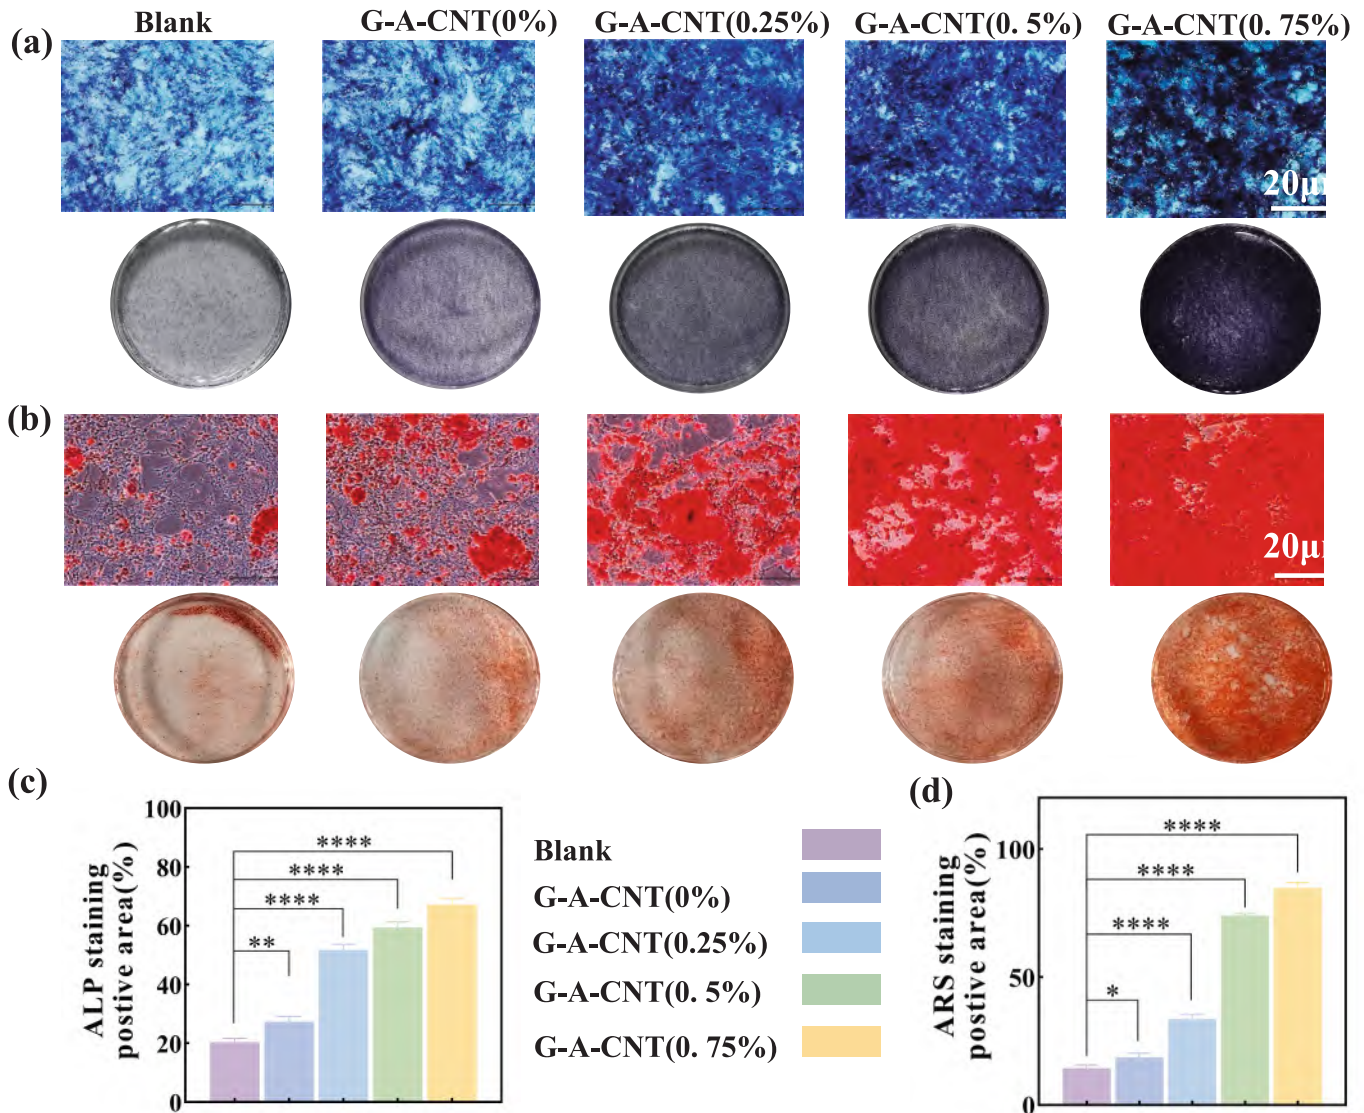 (a)
Blank
G-A-CNT(0%)
G-A-CNT(0.25%)
G-A-CNT(0. 5%)
G-A-CNT(0. 75%)
20μ
(b)
20μ
(c)
ALP staining
postive area(%)
100
80
60
40
20
0
****
****
****
**
Blank
G-A-CNT(0%)
G-A-CNT(0.25%)
G-A-CNT(0. 5%)
G-A-CNT(0. 75%)
(d)
ARS staining
postive area(%)
100
50
0
****
****
****
*